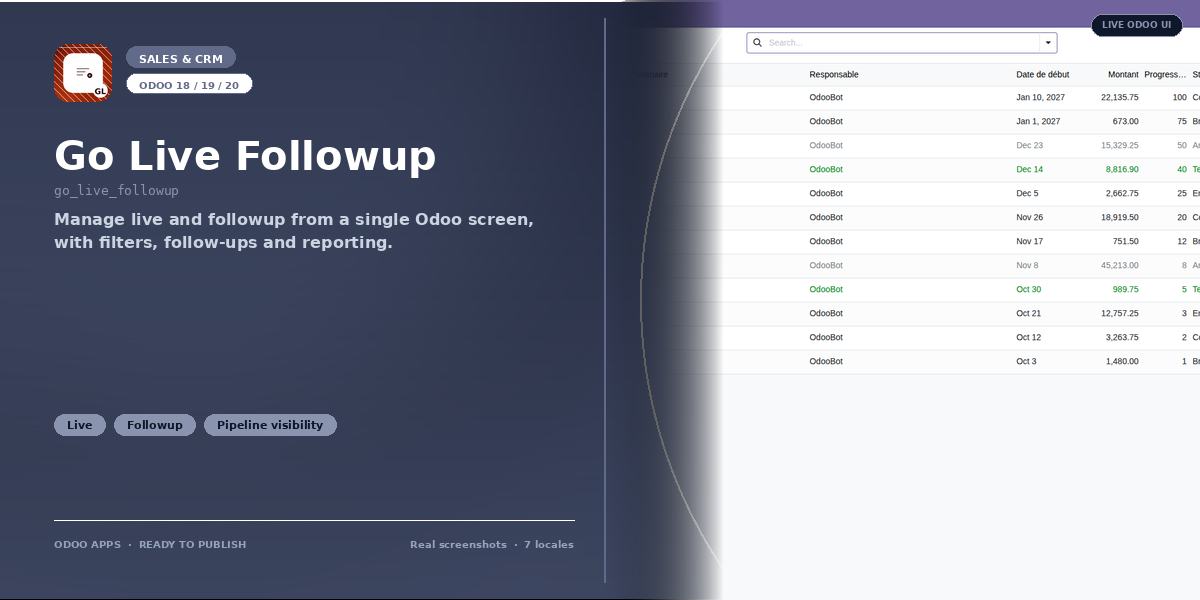 SALES & CRM
ODOO 18 / 19 / 20
GL
Go Live Followup
go_live_followup
Manage live and followup from a single Odoo screen,
with filters, follow-ups and reporting.
Live Followup Pipeline visibility
ODOO APPS · READY TO PUBLISH
Real screenshots · 7 locales
LIVE ODOO UI
Search...
Responsable Date de début Montant Progress...
OdooBot Jan 10, 2027 22,135.75 100
OdooBot Jan 1, 2027 673.00 75
OdooBot Dec 23 15,329.25 50
OdooBot Dec 14 8,816.90 40
OdooBot Dec 5 2,662.75 25
OdooBot Nov 26 18,919.50 20
OdooBot Nov 17 751.50 12
OdooBot Nov 8 45,213.00 8
OdooBot Oct 30 989.75 5
OdooBot Oct 21 12,757.25 3
OdooBot Oct 12 3,263.75 2
OdooBot Oct 3 1,480.00 1